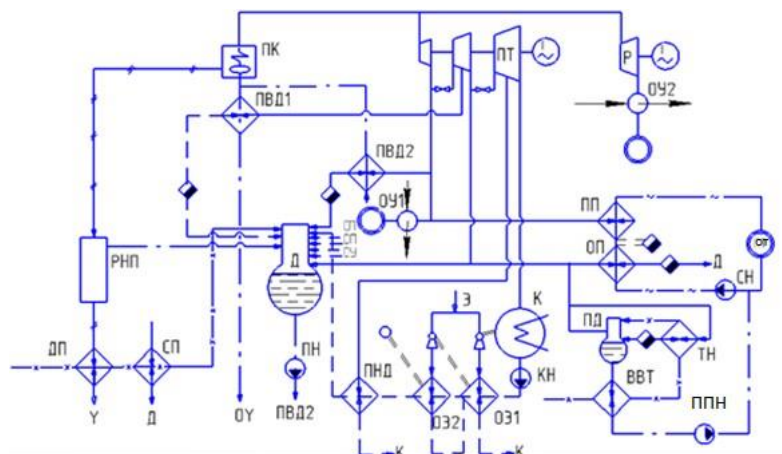 ПК
ПТ
Р
ПВД1
ОУ2
ПВД2
ОУ1
ПП
РНП
Д
ОП
Д
ОТ
СН
Э
К
ПД
ДП
СП
ПН
ПНД
КН
ТН
ВВТ
ППН
У
Д
ОУ
ПВД2
ОЭ2
ОЭ1
К
К